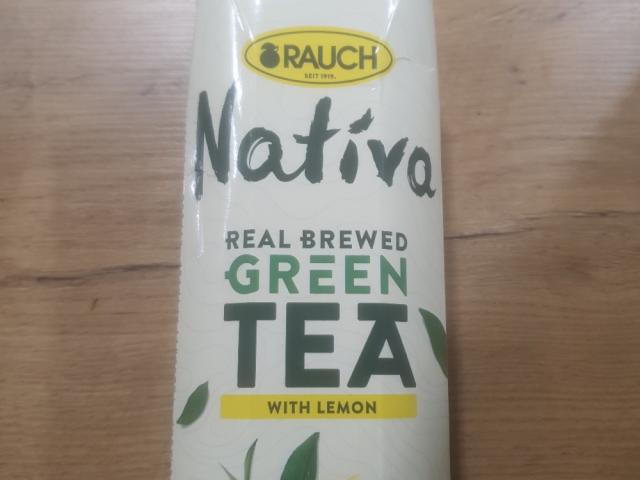 RAUCH
SEIT 1919.
Nativa
REAL BREWED
GREEN
TEA
WITH LEMON